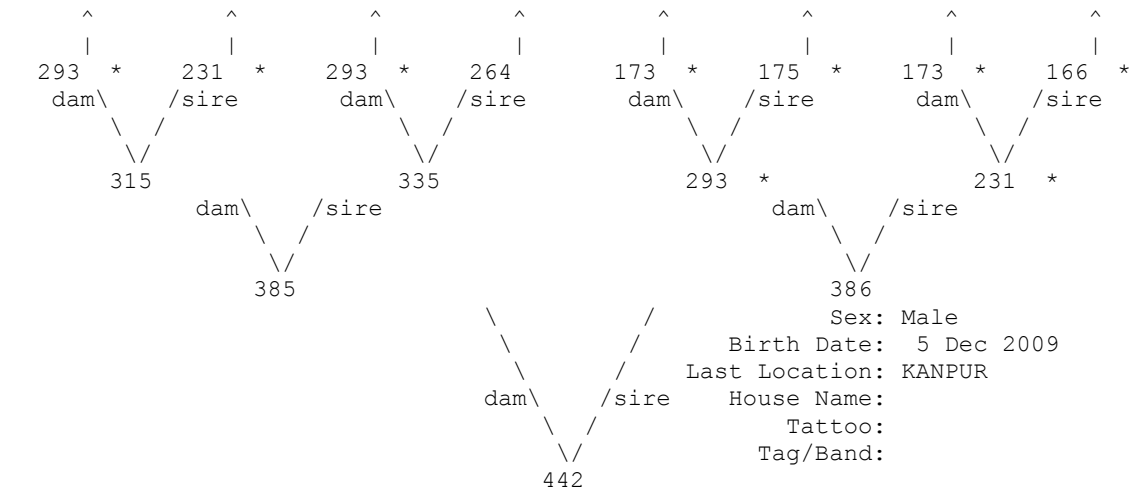 ^ ^ ^ ^ ^ ^ ^ ^
| | | | | | | |
293 * 231 * 293 * 264 173 * 175 * 173 * 166 *
dam\ /sire dam\ /sire dam\ /sire dam\ /sire
\ / \ / \ / \ /
\/ \/ \/ \/
315 335 293 * 231 *
dam\ /sire dam\ /sire
\ / \ /
\/ \/
385 386
\ / Sex: Male
\ / Birth Date: 5 Dec 2009
\ / Last Location: KANPUR
dam\ /sire House Name:
\ / Tattoo:
\/ Tag/Band:
442